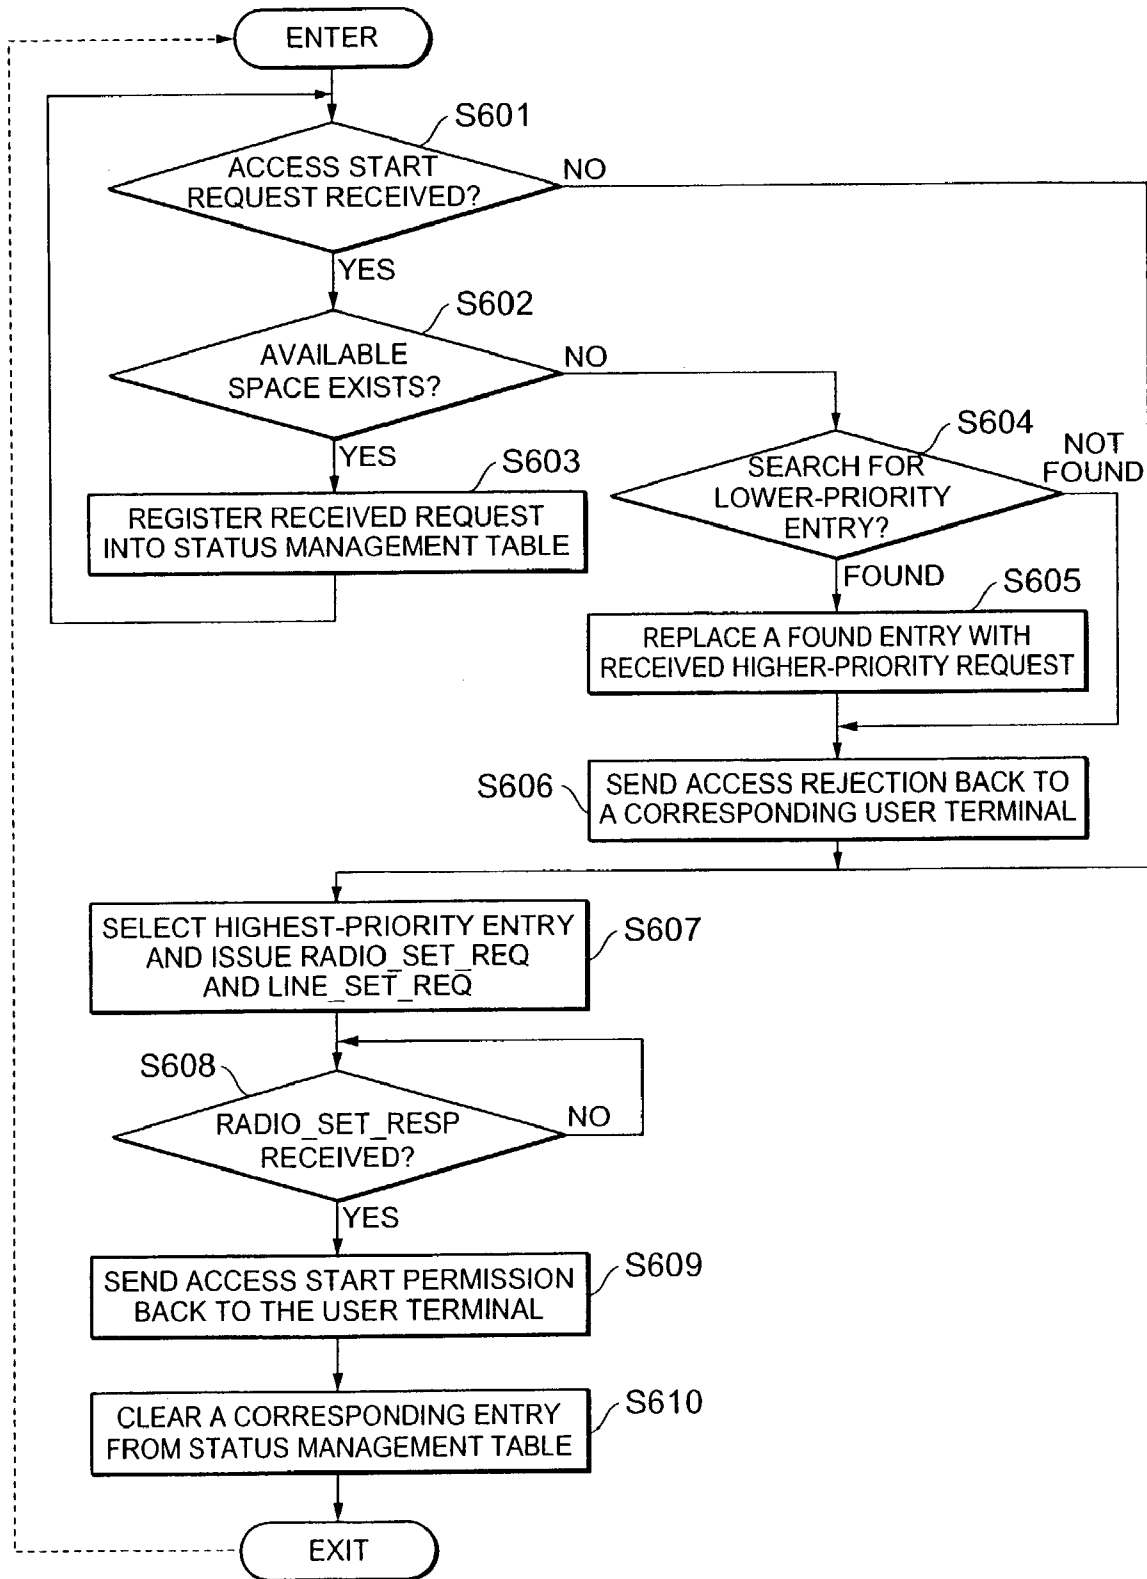 ENTER
S601
ACCESS START
REQUEST RECEIVED?
NO
YES
S602
AVAILABLE
SPACE EXISTS?
NO
YES
S603
REGISTER RECEIVED REQUEST
INTO STATUS MANAGEMENT TABLE
S604
SEARCH FOR
LOWER-PRIORITY
ENTRY?
NOT
FOUND
FOUND
S605
REPLACE A FOUND ENTRY WITH
RECEIVED HIGHER-PRIORITY REQUEST
S606
SEND ACCESS REJECTION BACK TO
A CORRESPONDING USER TERMINAL
SELECT HIGHEST-PRIORITY ENTRY
AND ISSUE RADIO_SET_REQ
AND LINE_SET_REQ
S607
S608
RADIO_SET_RESP
RECEIVED?
NO
YES
SEND ACCESS START PERMISSION
BACK TO THE USER TERMINAL
S609
CLEAR A CORRESPONDING ENTRY
FROM STATUS MANAGEMENT TABLE
S610
EXIT